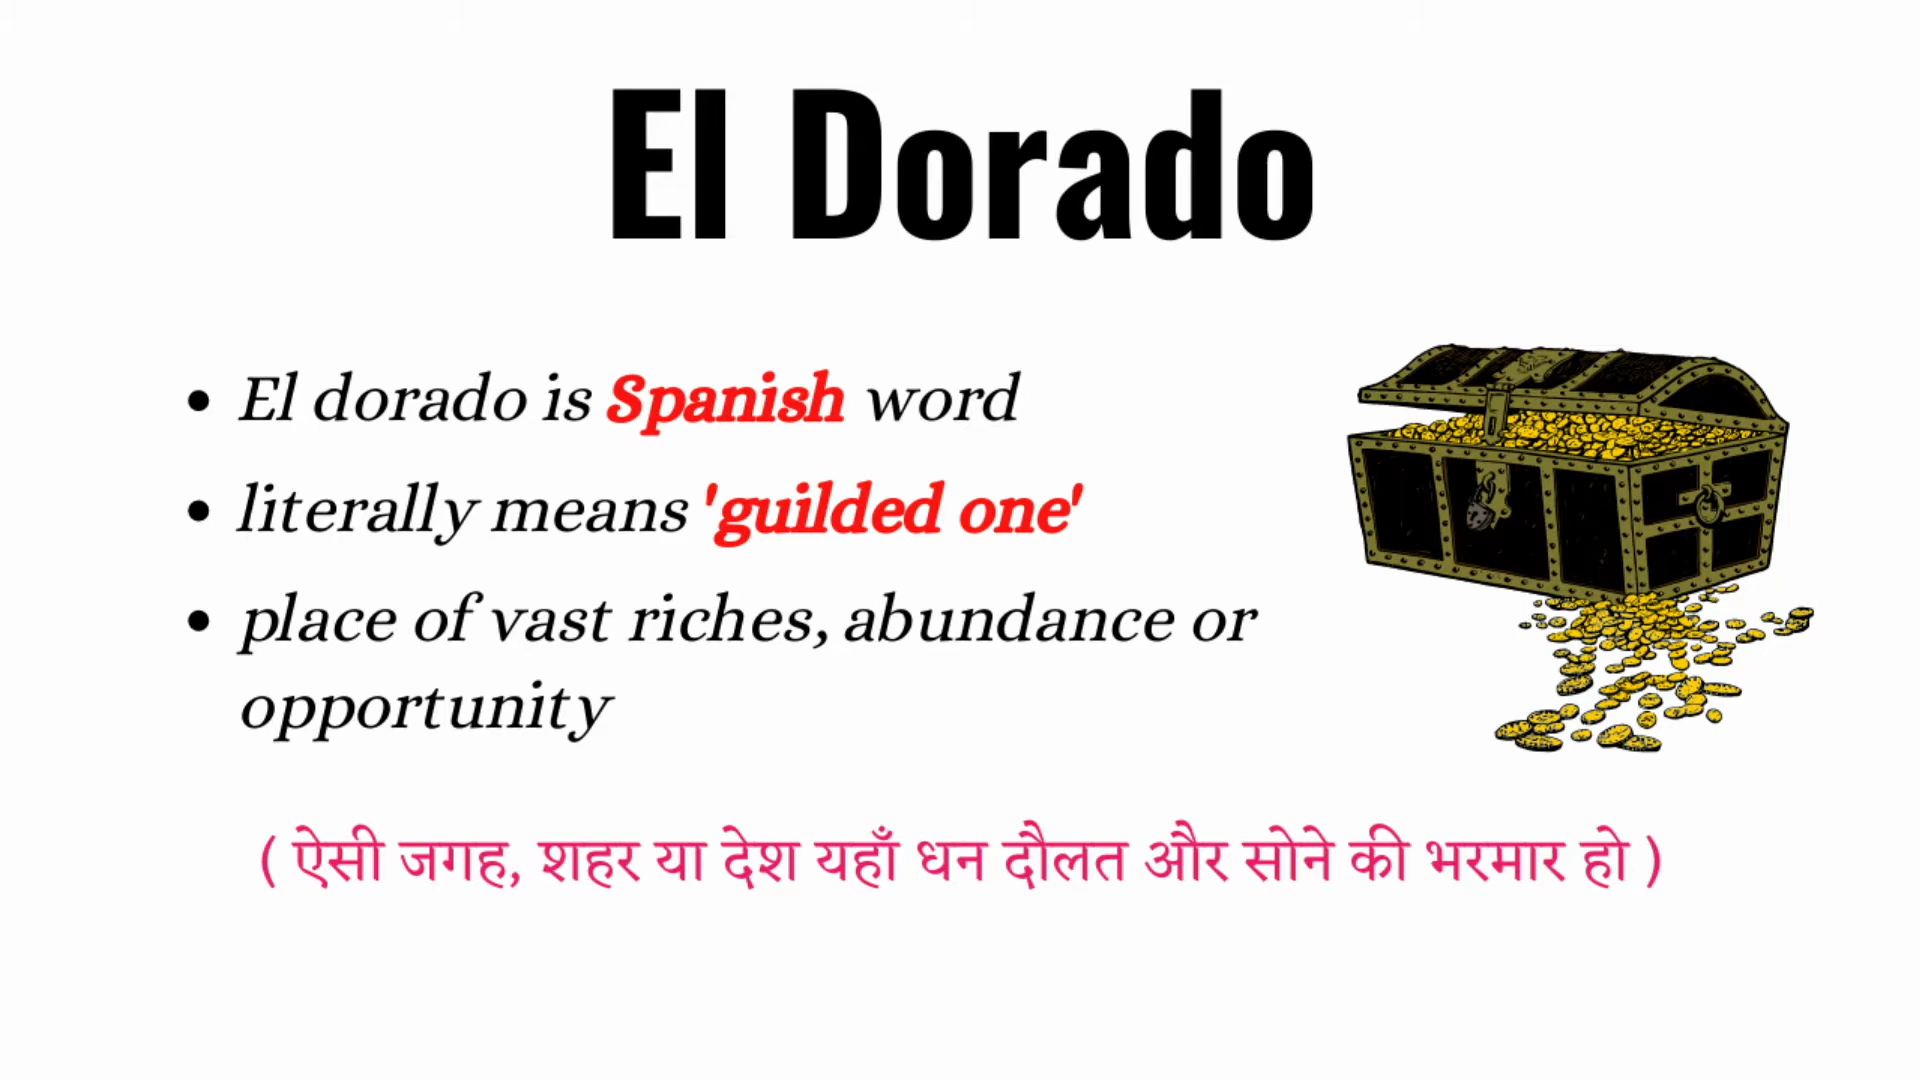 El Dorado
El dorado is Spanish word
literally means 'guilded one'
place of vast riches, abundance or
opportunity
( ऐसी जगह, शहर या देश यहाँ धन दौलत और सोने की भरमार हो )